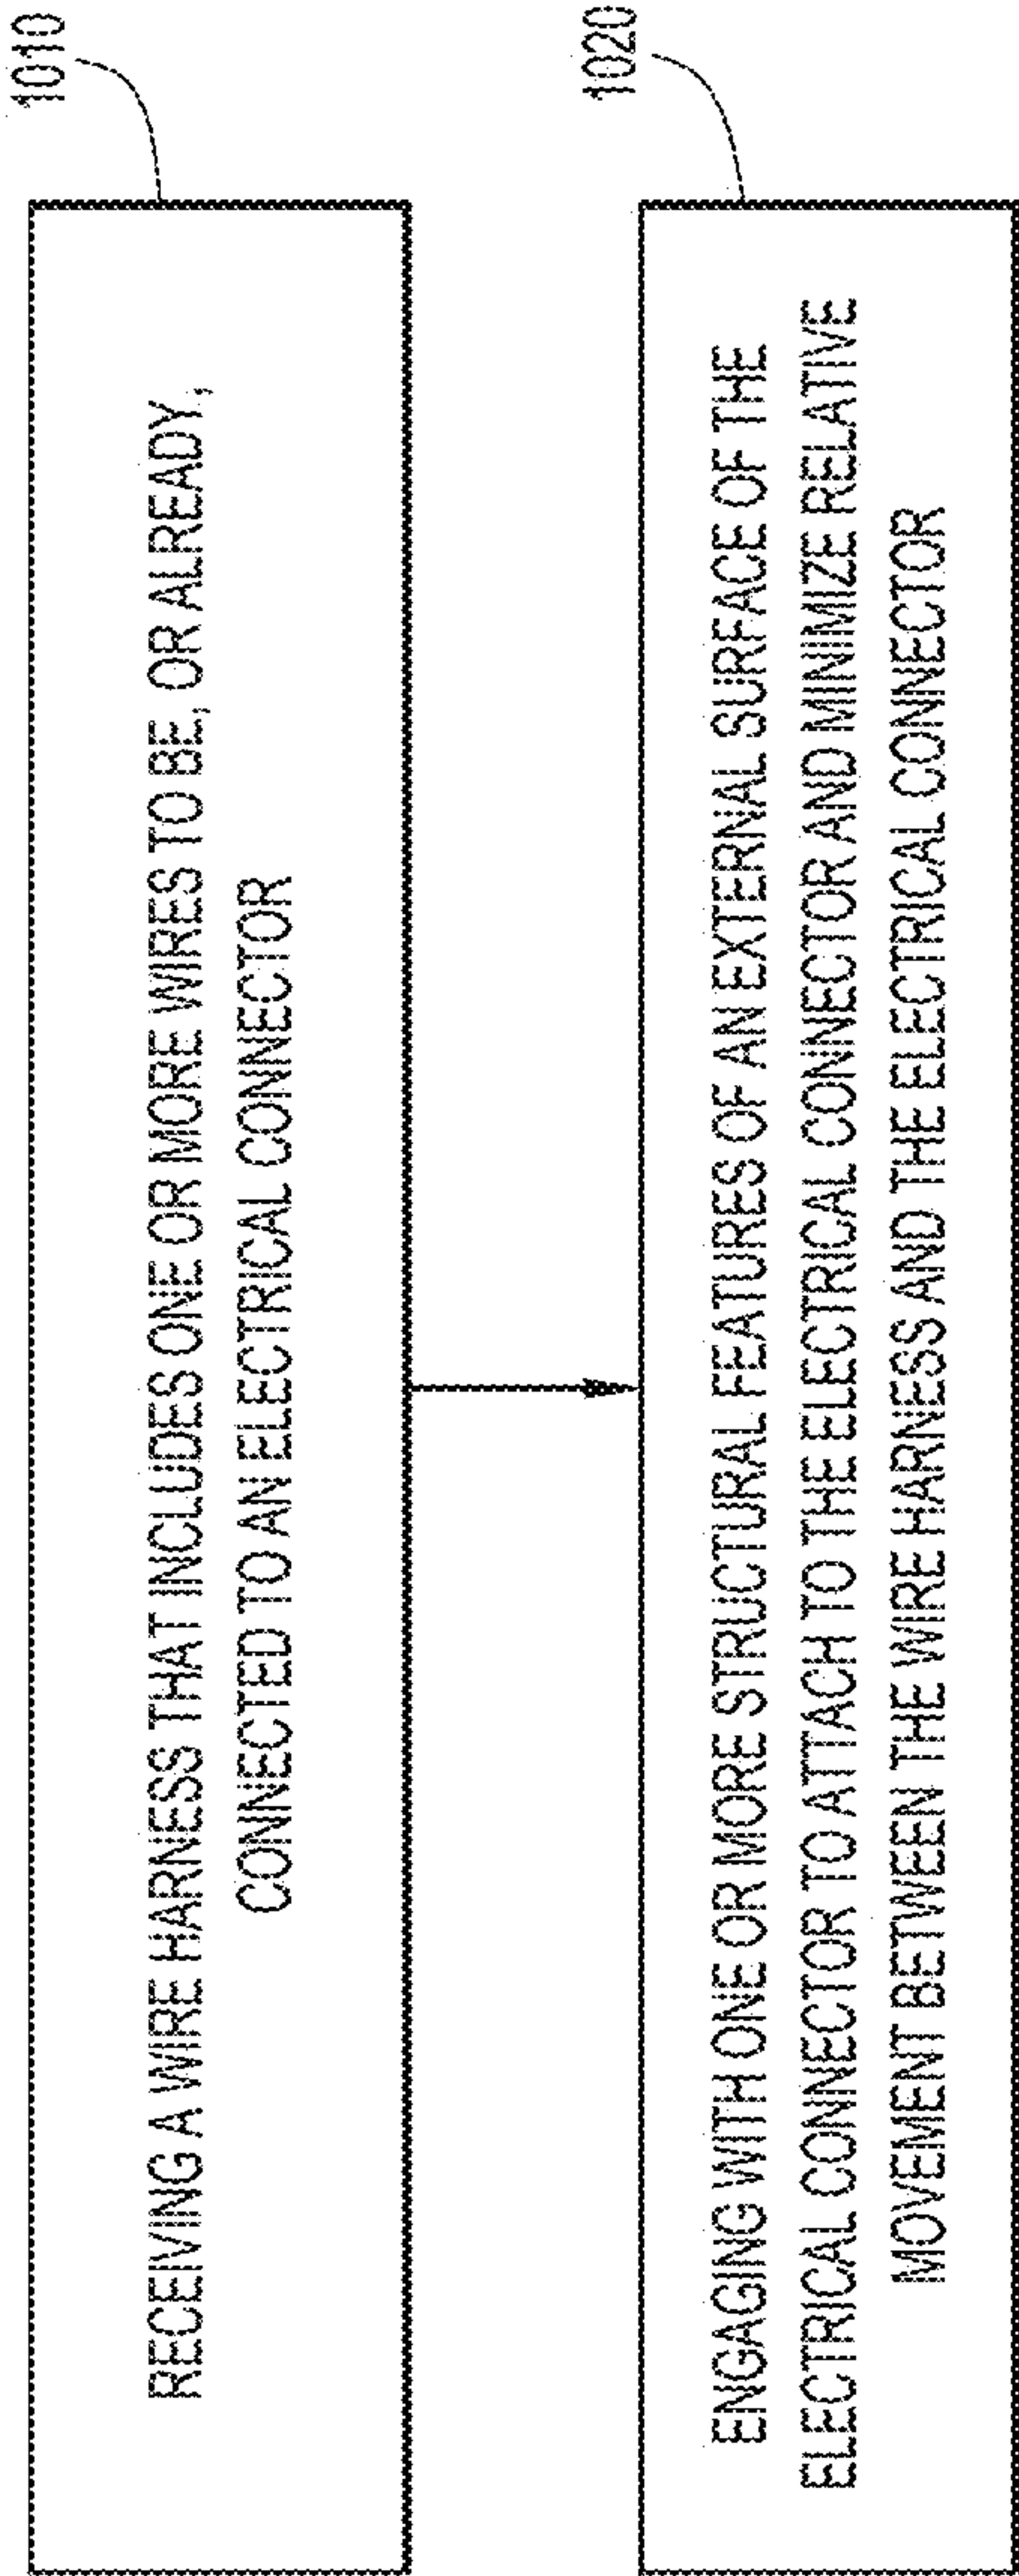 1010
RECEIVING A WIRE HARNESS THAT INCLUDES ONE OR MORE WIRES TO BE, OR ALREADY,
CONNECTED TO AN ELECTRICAL CONNECTOR
1020
ENGAGING WITH ONE OR MORE STRUCTURAL FEATURES OF AN EXTERNAL SURFACE OF THE
ELECTRICAL CONNECTOR TO ATTACH TO THE ELECTRICAL CONNECTOR AND MINIMIZE RELATIVE
MOVEMENT BETWEEN THE WIRE HARNESS AND THE ELECTRICAL CONNECTOR